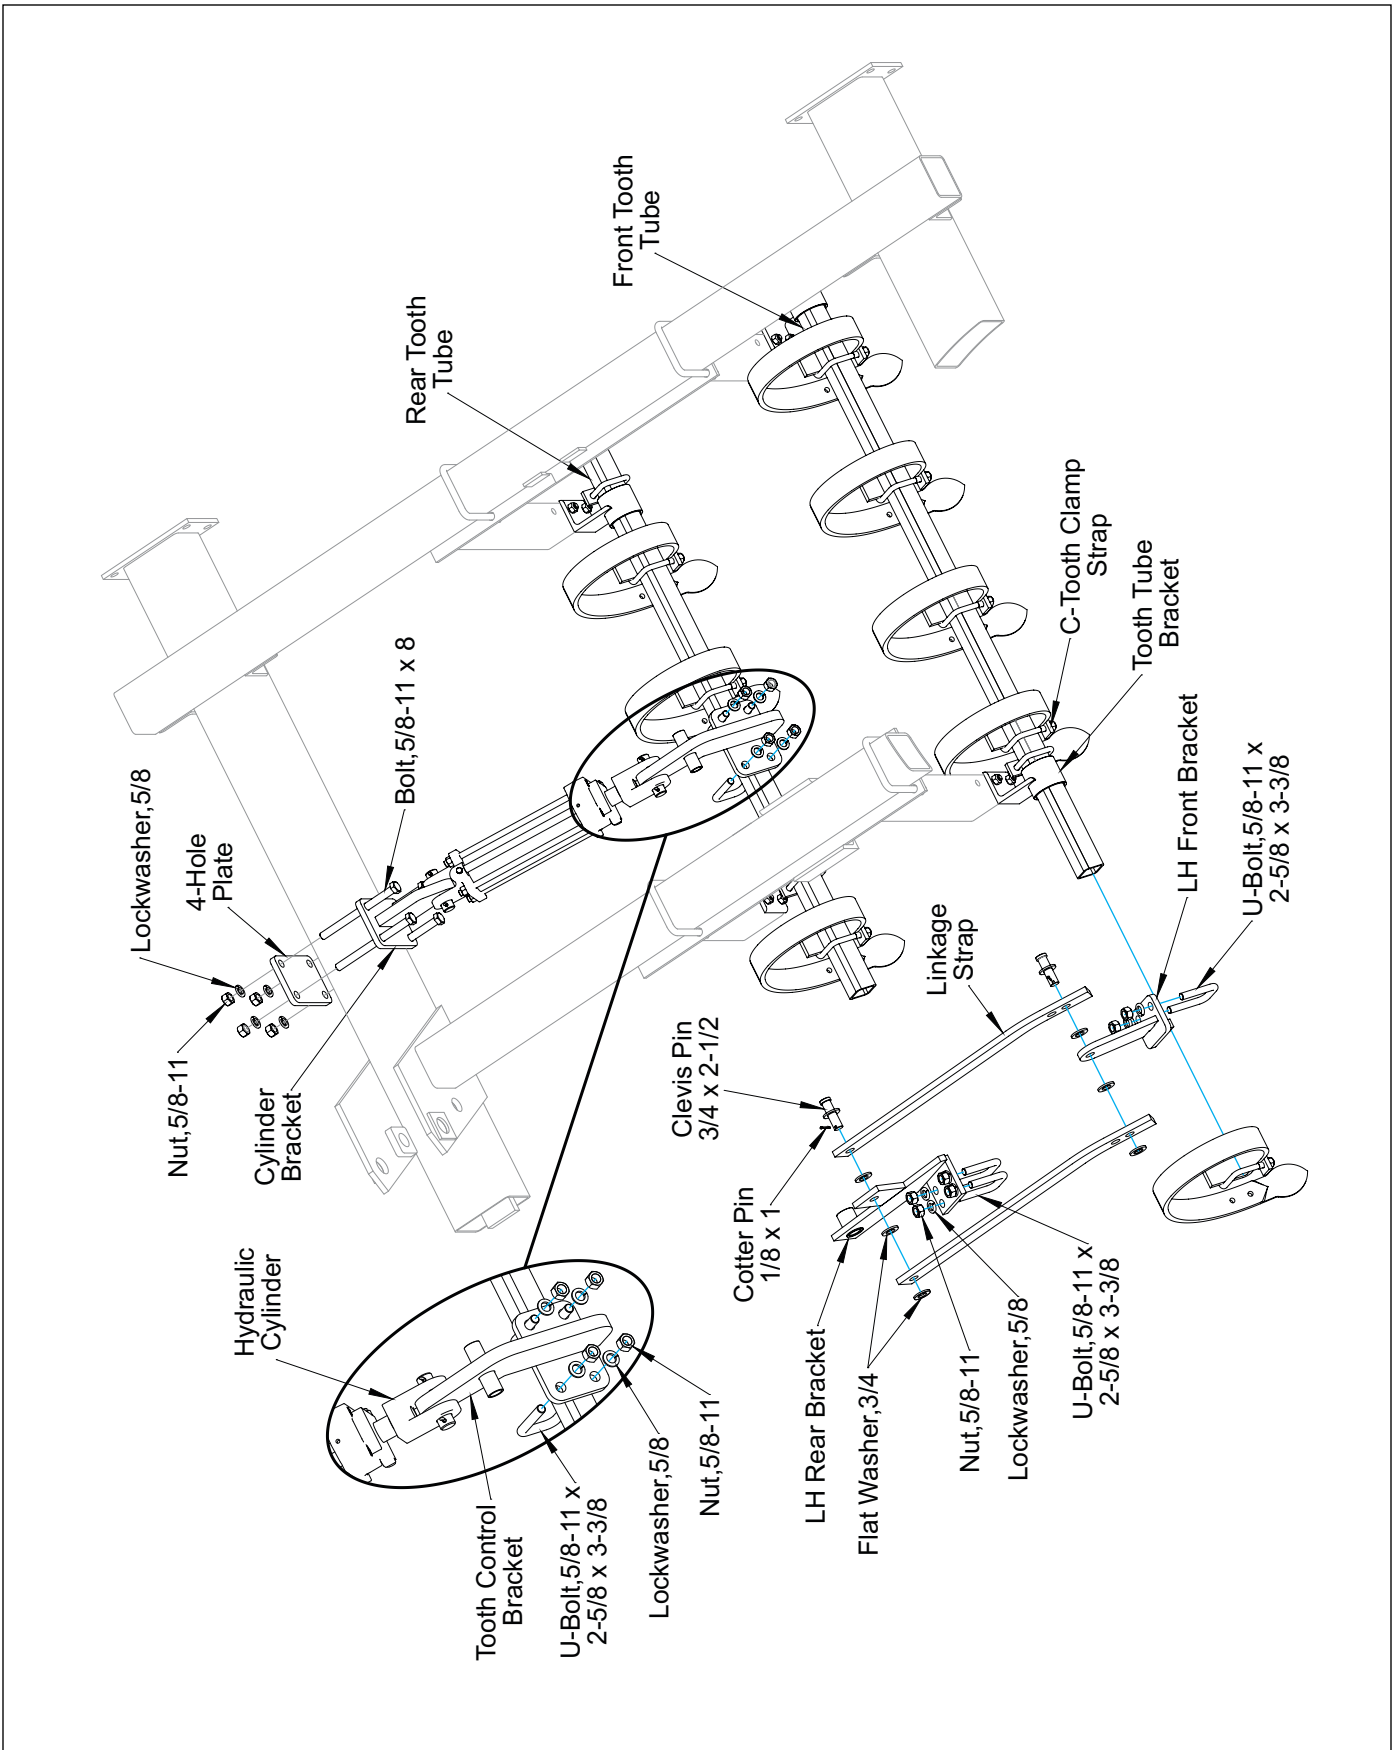 Front Tooth
Tube
Rear Tooth
Tube
Bolt,5/8-11 x 8
Lockwasher,5/8
4-Hole
Plate
Nut,5/8-11
Cylinder
Bracket
Hydraulic
Cylinder
Tooth Control
Bracket
U-Bolt,5/8-11 x
2-5/8 x 3-3/8
Lockwasher,5/8
Nut,5/8-11
C-Tooth Clamp
Strap
Tooth Tube
Bracket
LH Front Bracket
U-Bolt,5/8-11 x
2-5/8 x 3-3/8
Linkage
Strap
Clevis Pin
3/4 x 2-1/2
Cotter Pin
1/8 x 1
LH Rear Bracket
Flat Washer,3/4
Nut,5/8-11
Lockwasher,5/8
U-Bolt,5/8-11 x
2-5/8 x 3-3/8